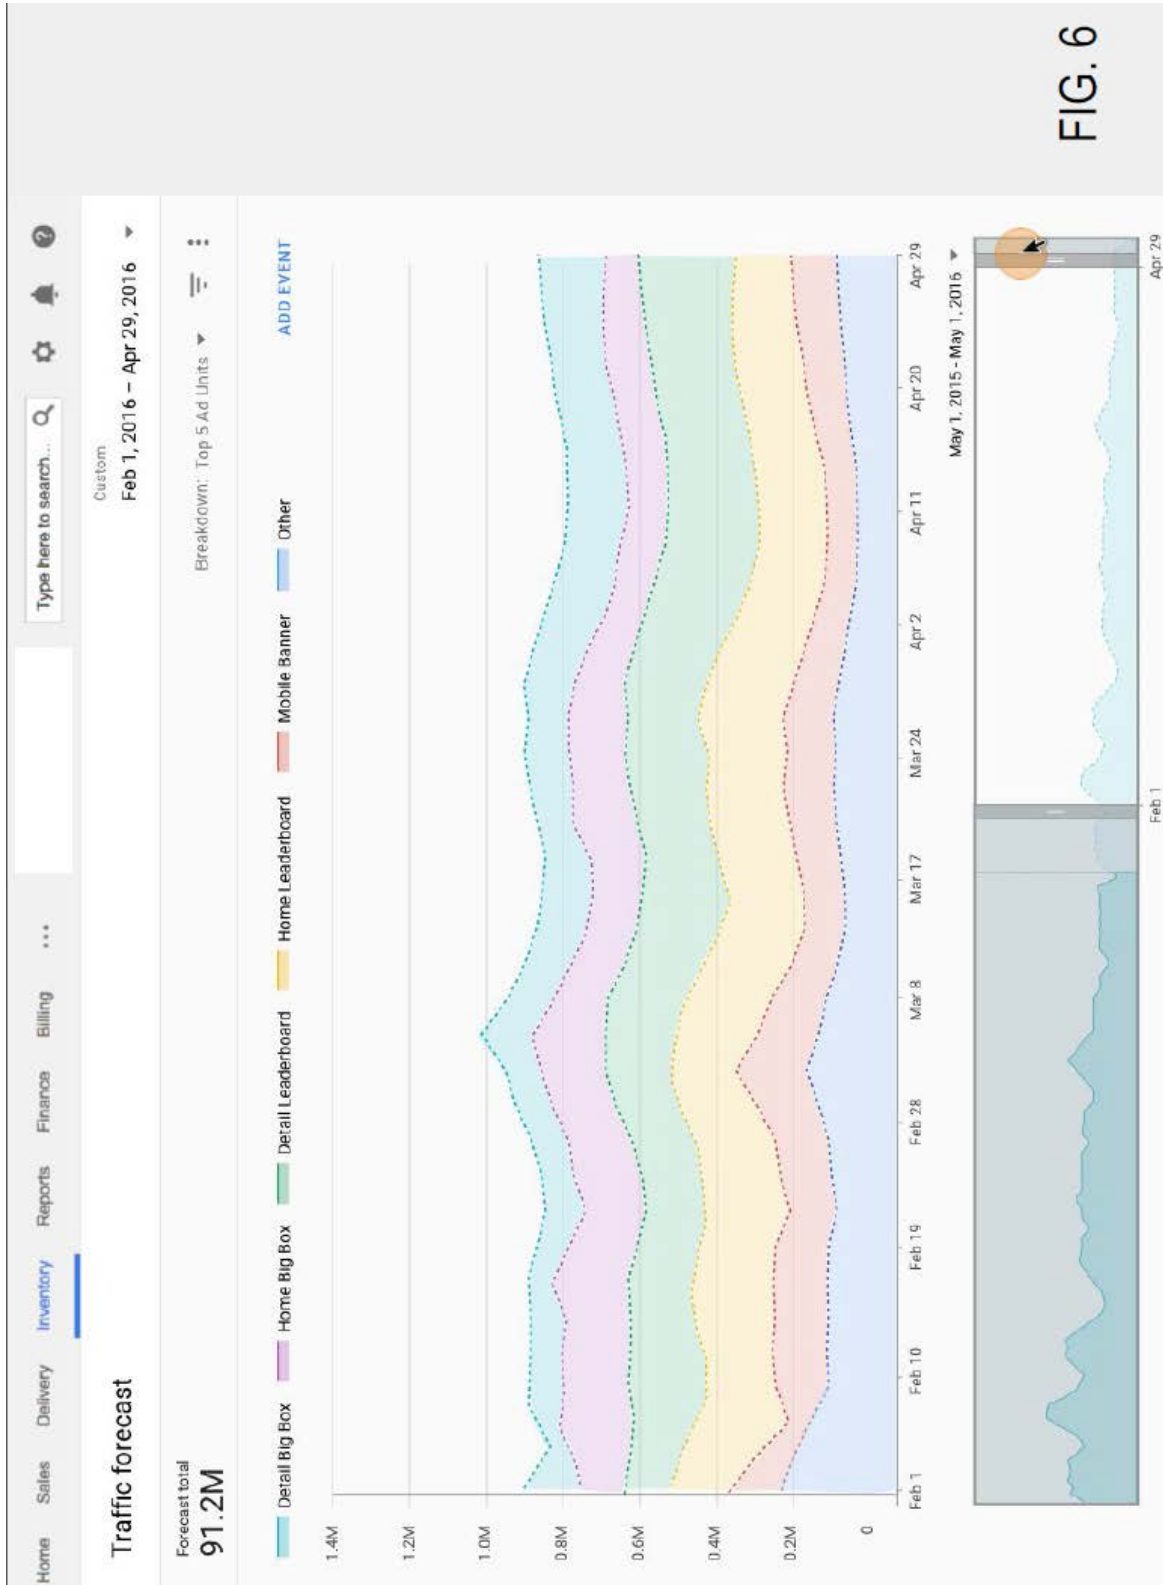 Home Sales Delivery Inventory Reports Finance Billing ... Type here to search...
Traffic forecast
Custom
Feb 1, 2016 – Apr 29, 2016
Forecast total
91.2M
Breakdown: Top 5 Ad Units
Detail Big Box Home Big Box Detail Leaderboard Home Leaderboard Mobile Banner Other ADD EVENT
1.4M
1.2M
1.0M
0.8M
0.6M
0.4M
0.2M
0
Feb 1 Feb 10 Feb 19 Feb 28 Mar 8 Mar 17 Mar 24 Apr 2 Apr 11 Apr 20 Apr 29
May 1, 2015 - May 1, 2016
Feb 1 Apr 29
FIG. 6